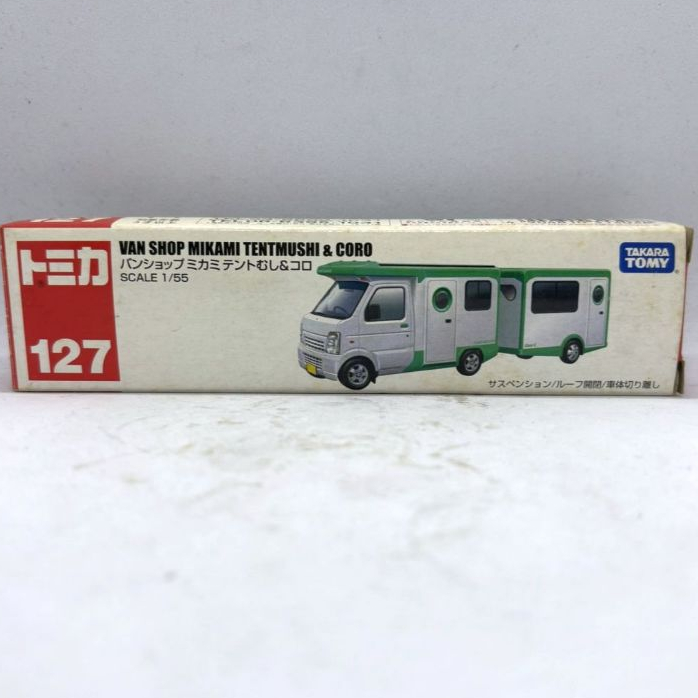 127
トミカ
VAN SHOP MIKAMI TENTMUSHI & CORO
バンショップミカミ テントむし&コロ
SCALE 1/55
127
TAKARA
TOMY
サスペンション/ルーフ開閉/車体切り離し